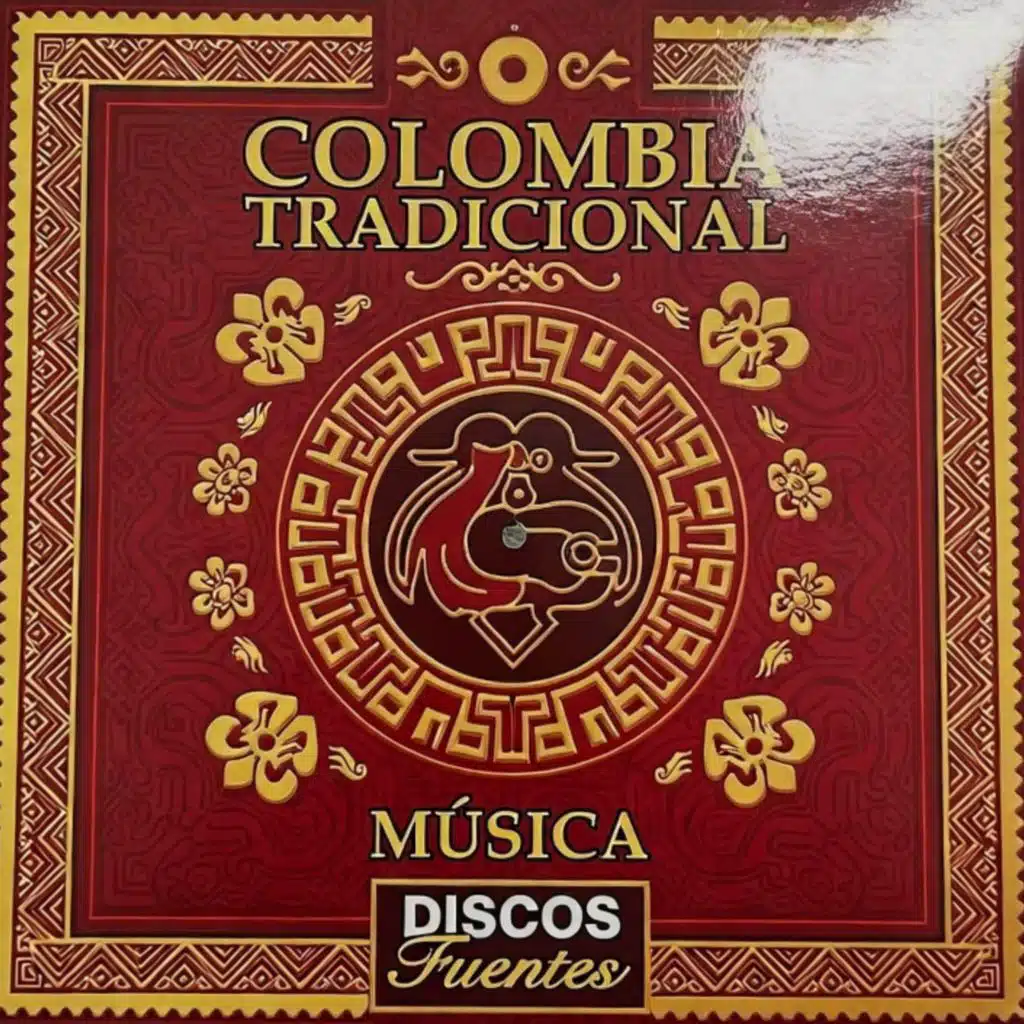 COLOMBIA
TRADICIONAL
MÚSICA
DISCOS
Fuentes